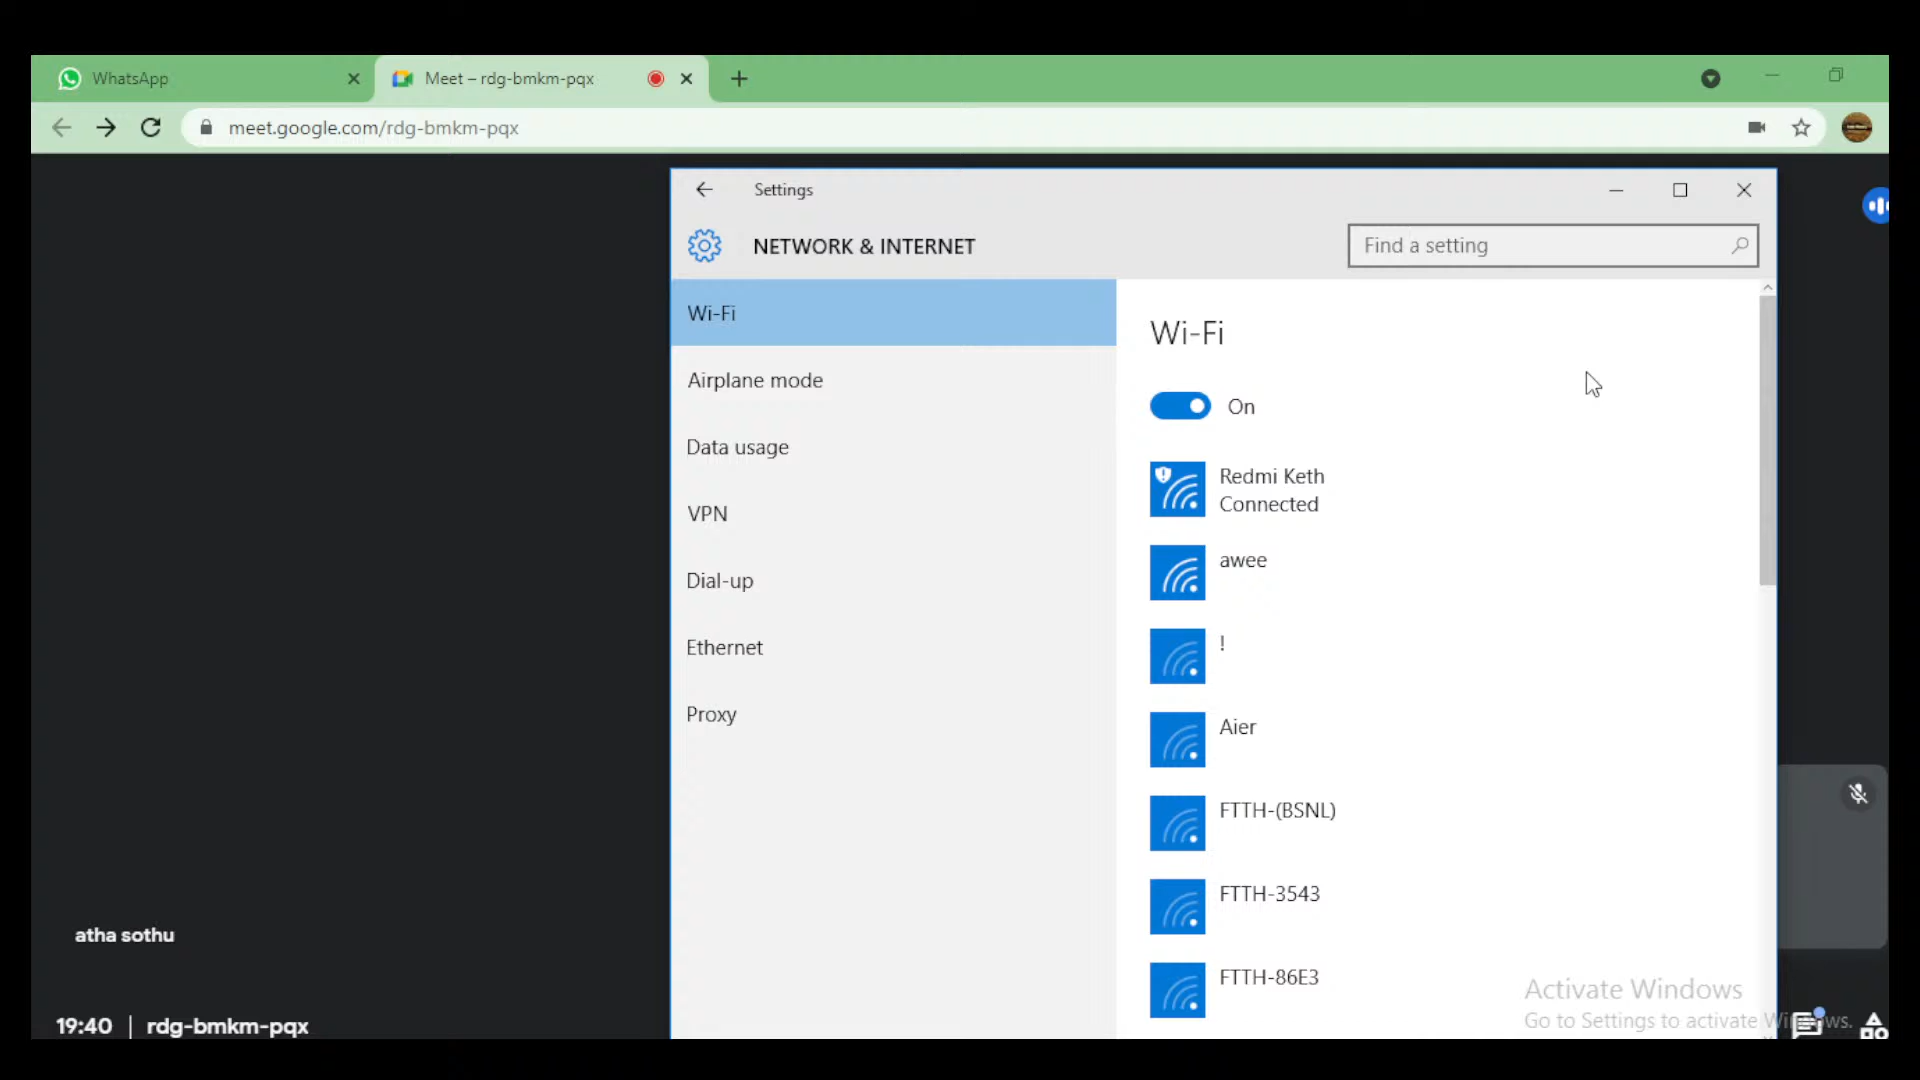 WhatsApp
Meet – rdg-bmkm-pqx
meet.google.com/rdg-bmkm-pqx
Settings
NETWORK & INTERNET
Find a setting
Wi-Fi
Airplane mode
Data usage
VPN
Dial-up
Ethernet
Proxy
Wi-Fi
On
Redmi Keth
Connected
awee
!
Aier
FTTH-(BSNL)
FTTH-3543
FTTH-86E3
Activate Windows
Go to Settings to activate Windows.
atha sothu
19:40 | rdg-bmkm-pqx